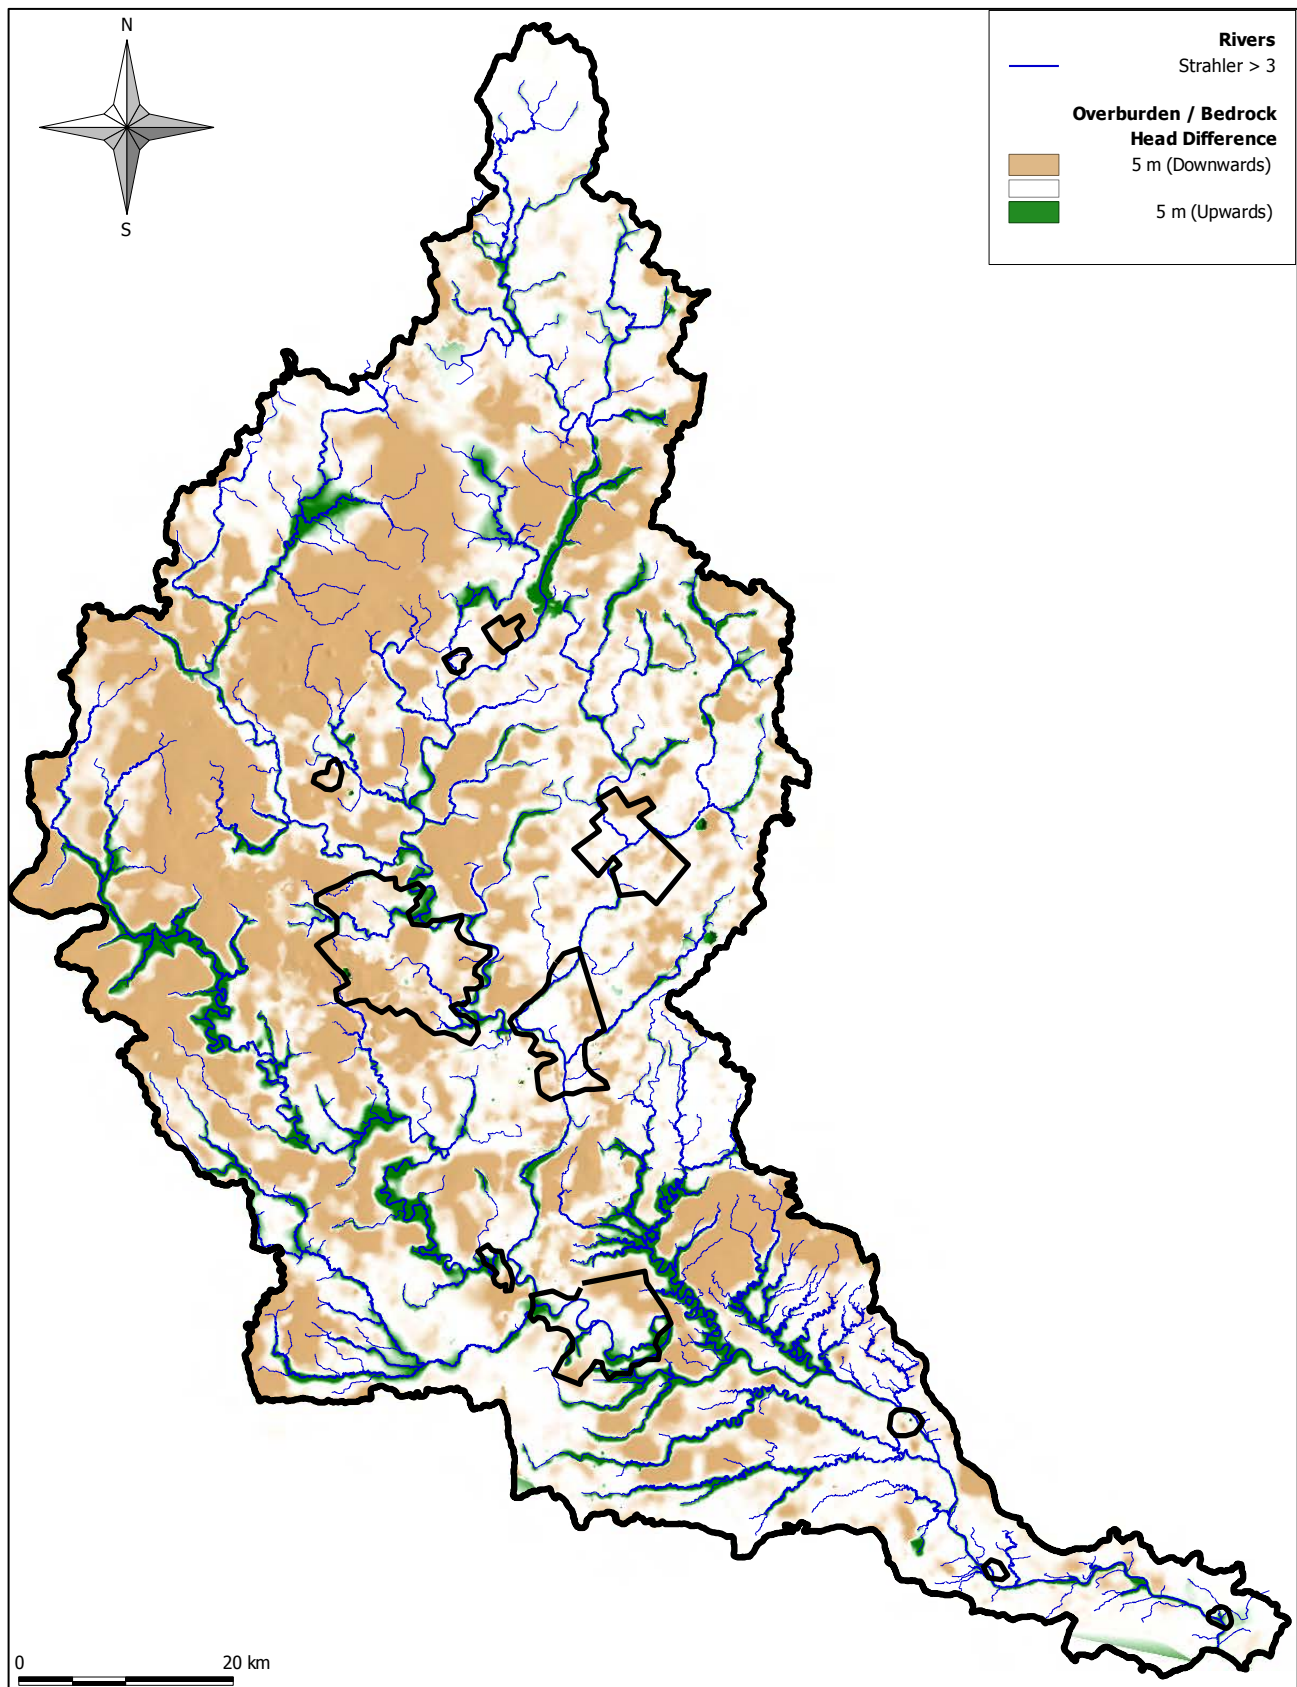 N
S
Rivers
Strahler > 3
Overburden / Bedrock
Head Difference
5 m (Downwards)
5 m (Upwards)
0 20 km